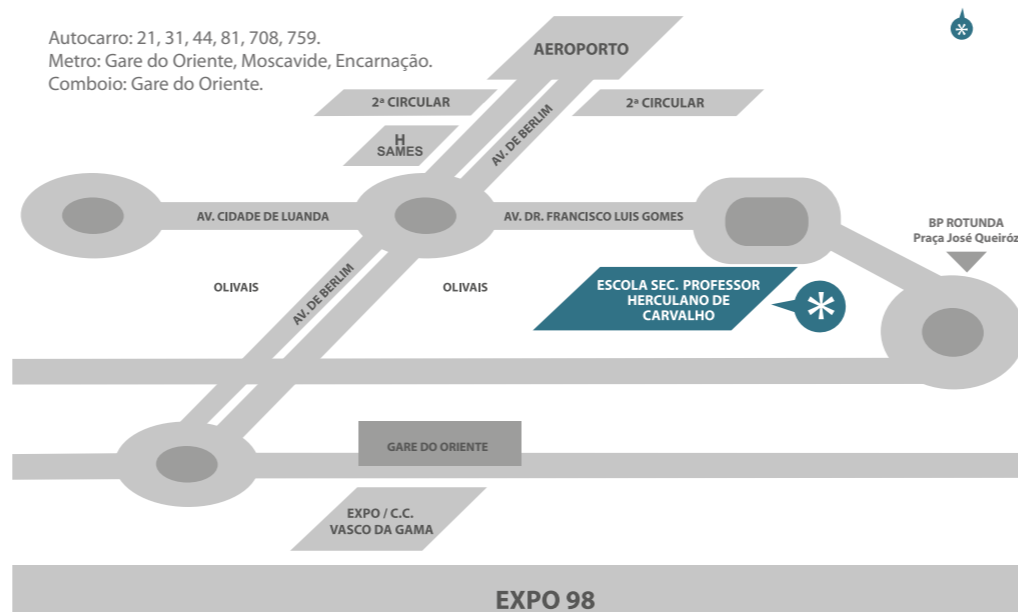 Autocarro: 21, 31, 44, 81, 708, 759.
Metro: Gare do Oriente, Moscavide, Encarnação.
Comboio: Gare do Oriente.
AEROPORTO
2ª CIRCULAR
2ª CIRCULAR
H
SAMES
AV. DE BERLIM
AV. CIDADE DE LUANDA
AV. DR. FRANCISCO LUIS GOMES
BP ROTUNDA
Praça José Queiróz
OLIVAIS
AV. DE BERLIM
OLIVAIS
ESCOLA SEC. PROFESSOR
HERCULANO DE
CARVALHO
GARE DO ORIENTE
EXPO / C.C.
VASCO DA GAMA
EXPO 98